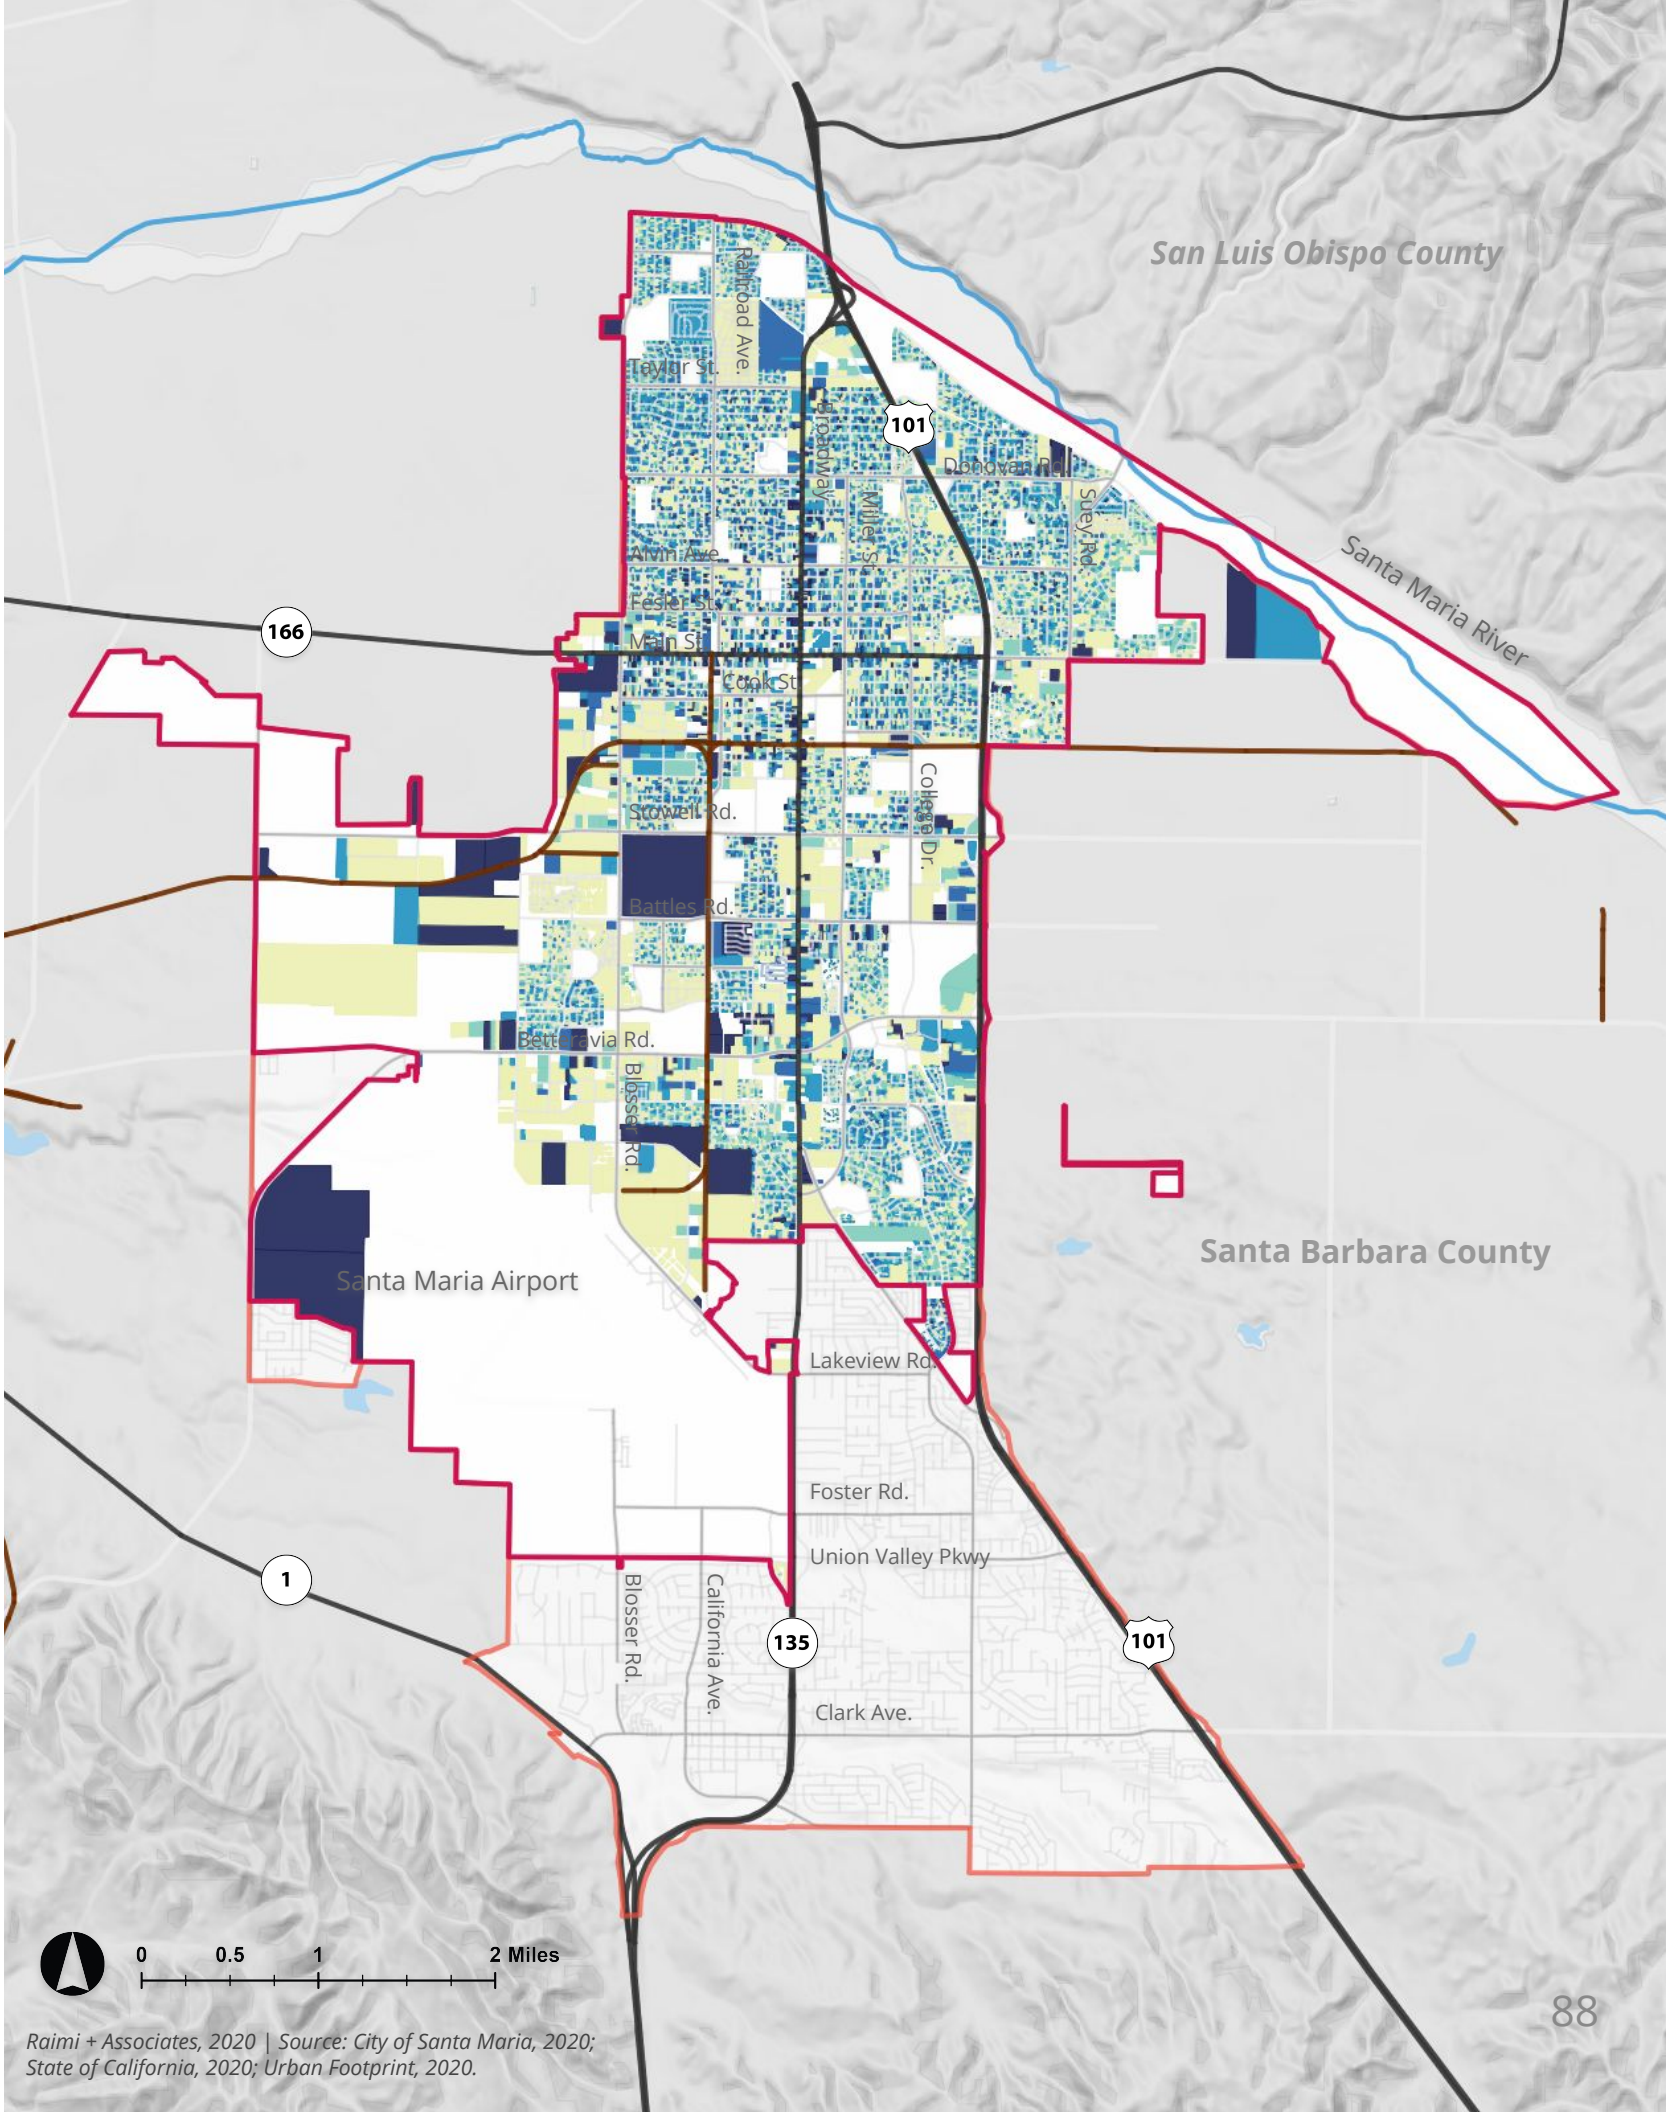 San Luis Obispo County
Railroad Ave.
Taylor St.
Broadway
101
Donovan Rd.
Miller St.
Suey Rd.
Alvin Ave
Santa Maria River
Fesler St.
166
Main St.
Cook St.
College Dr.
Stowell Rd.
Battles Rd.
Betteravia Rd.
Blosser Rd.
Santa Barbara County
Santa Maria Airport
Lakeview Rd.
Foster Rd.
Union Valley Pkwy
1
Blosser Rd.
California Ave.
135
101
Clark Ave.
0 0.5 1 2 Miles
88
Raimi + Associates, 2020 | Source: City of Santa Maria, 2020;
State of California, 2020; Urban Footprint, 2020.